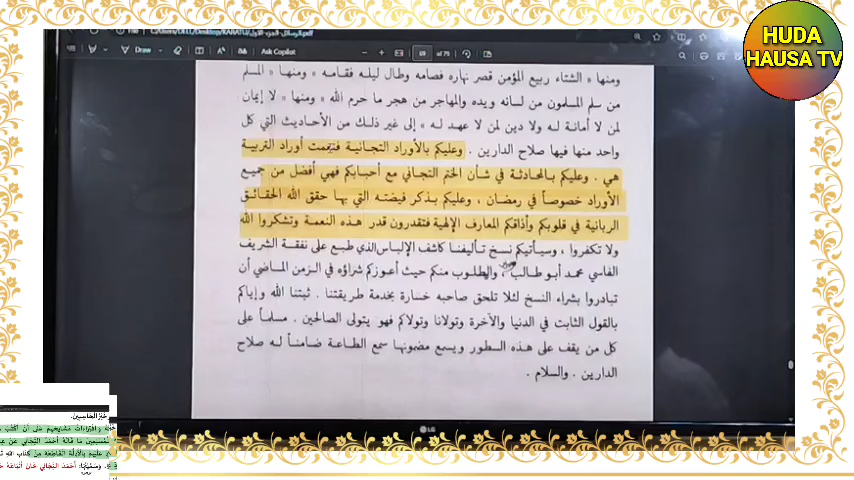 HUDA
HAUSA TV
Draw
Ask Copilot
of 75
ومنها « الشتاء ربيع المؤمن قصر نهاره فصامه وطال ليله فقامه » ومنها « المسلم
من سلم المسلمون من لسانه ويده والمهاجر من هجر ما حرم الله » ومنها « لا إيمان
لمن لا أمانة له ولا دين لمن لا عهد له » إلى غير ذلك من الأحاديث التي كل
واحد منها فيها صلاح الدارين . وعليكم بالأوراد التجانية فنعمت أوراد القربية
هي . وعليكم بالمحادثة في شأن الختم التجاني مع أحبابكم فهي أفضل من جميع
الأوراد خصوصاً في رمضان ، وعليكم بذكر فيضته التي بها حقق الله الحقائق
الربانية في قلوبكم وأذاقكم المعارف الإلهية فتقدرون قدر هذه النعمة وتشكروا الله
ولا تكفروا ، وسيأتيكم نسخ تأليفنا كاشف الإلباس الذي طبع على نفقة الشريف
الفاسي محمد أبو طالب . والمطلوب منكم حيث أعوزكم شراؤه في الزمن الماضي أن
تبادروا بشراء النسخ لئلا تلحق صاحبه خسارة بخدمة طريقتنا . ثبتنا الله وإياكم
بالقول الثابت في الدنيا والآخرة وتولانا وتولاكم فهو يتولى الصالحين . مسلماً على
كل من يقف على هذه السطور ويسمع مضمونها سمع الطاعة ضامناً له صلاح
الدارين . والسلام .
LG